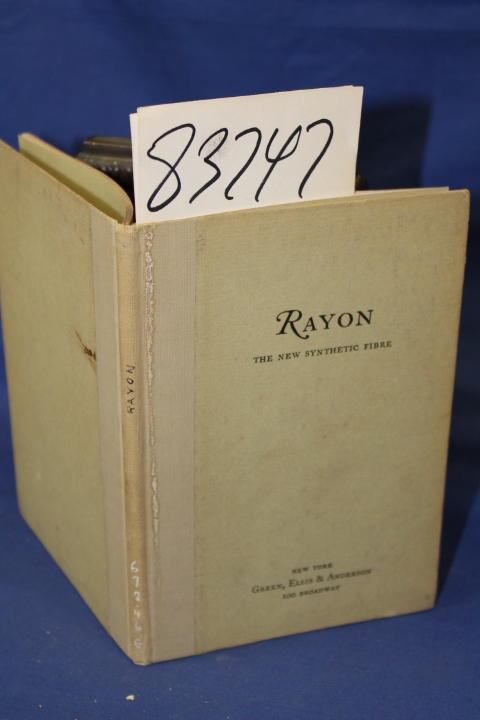 83747
RAYON
THE NEW SYNTHETIC FIBRE
NEW YORK
GREEN, ELLIS & ANDERSON
100 BROADWAY
RAYON